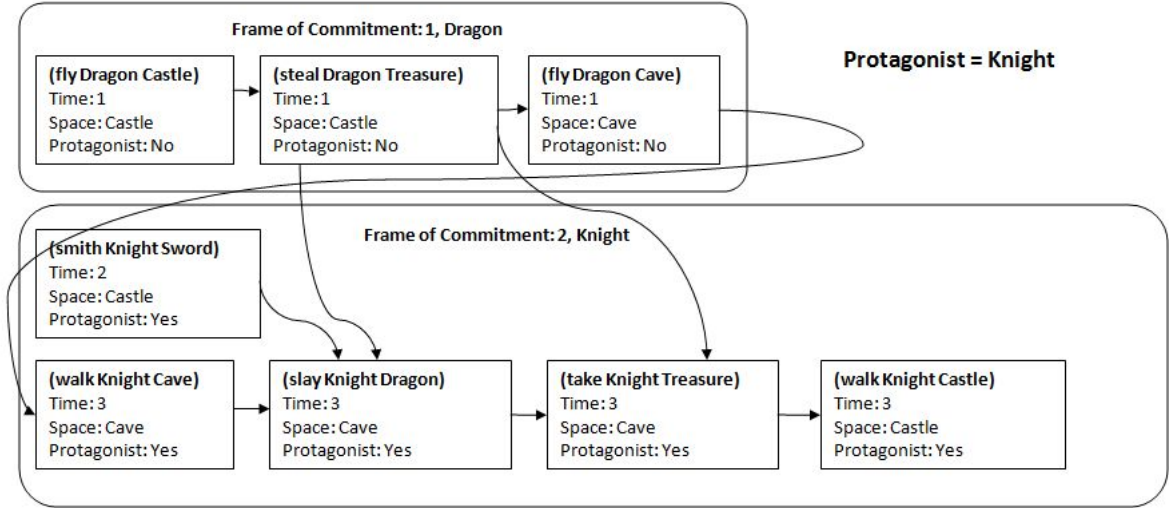 Frame of Commitment: 1, Dragon
Protagonist = Knight
(fly Dragon Castle)
Time: 1
Space: Castle
Protagonist: No
(steal Dragon Treasure)
Time: 1
Space: Castle
Protagonist: No
(fly Dragon Cave)
Time: 1
Space: Cave
Protagonist: No
Frame of Commitment: 2, Knight
(smith Knight Sword)
Time: 2
Space: Castle
Protagonist: Yes
(walk Knight Cave)
Time: 3
Space: Cave
Protagonist: Yes
(slay Knight Dragon)
Time: 3
Space: Cave
Protagonist: Yes
(take Knight Treasure)
Time: 3
Space: Cave
Protagonist: Yes
(walk Knight Castle)
Time: 3
Space: Castle
Protagonist: Yes